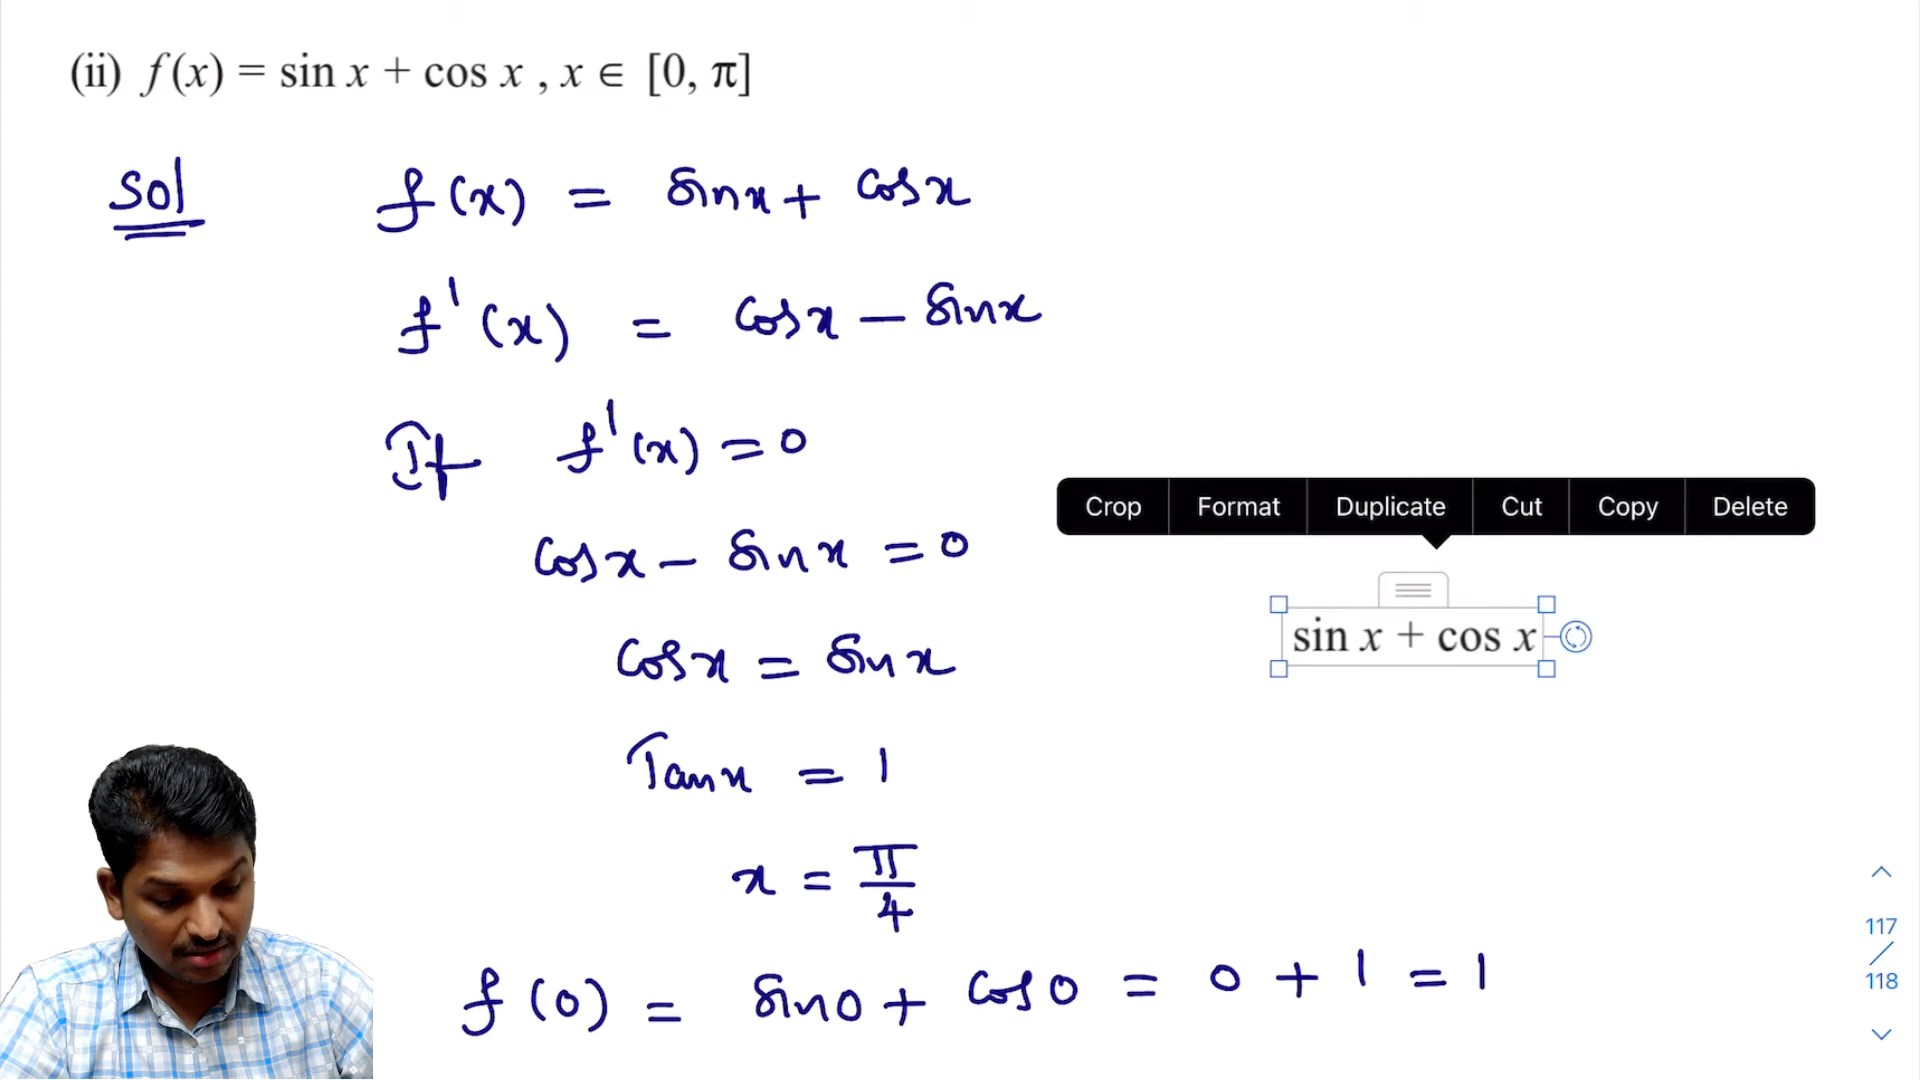 (ii) f(x) = sin x + cos x , x ∈ [0, π]
Sol f(x) = sinx + cosx
f'(x) = cosx − sinx
If f'(x) = 0
cosx − sinx = 0
cosx = sinx
Tanx = 1
x = π/4
f(0) = sin0 + cos0 = 0 + 1 = 1
Crop Format Duplicate Cut Copy Delete
sin x + cos x
117
/
118